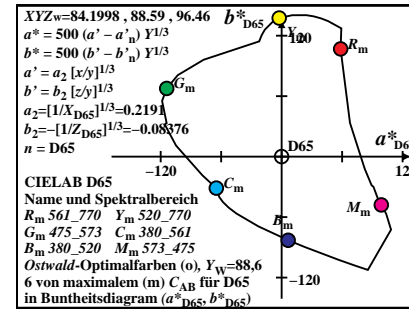 XYZw=84.1998, 88.59, 96.46
a* = 500 (a' – a'n) Y1/3
b* = 500 (b' – b'n) Y1/3
a' = a2 [x/y]1/3
b' = b2 [z/y]1/3
a2=[1/XD65]1/3=0.2191
b2=–[1/ZD65]1/3=–0.08376
n = D65
b*D65
120
Ym
Rm
Gm
D65
a*D65
–120
120
CIELAB D65
Name und Spektralbereich
Rm 561_770 Ym 520_770
Gm 475_573 Cm 380_561
Bm 380_520 Mm 573_475
Cm
Bm
Mm
Ostwald-Optimalfarben (o), YW=88,6
6 von maximalem (m) CAB für D65
in Buntheitsdiagram (a*D65, b*D65)
–120